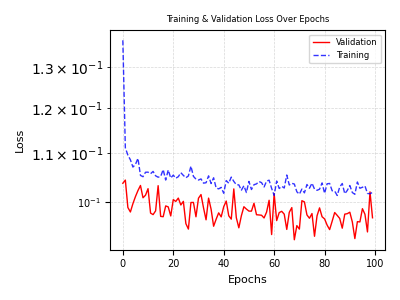 Training & Validation Loss Over Epochs
Validation
Training
1.3 × 10⁻¹
1.2 × 10⁻¹
1.1 × 10⁻¹
10⁻¹
Loss
0 20 40 60 80 100
Epochs